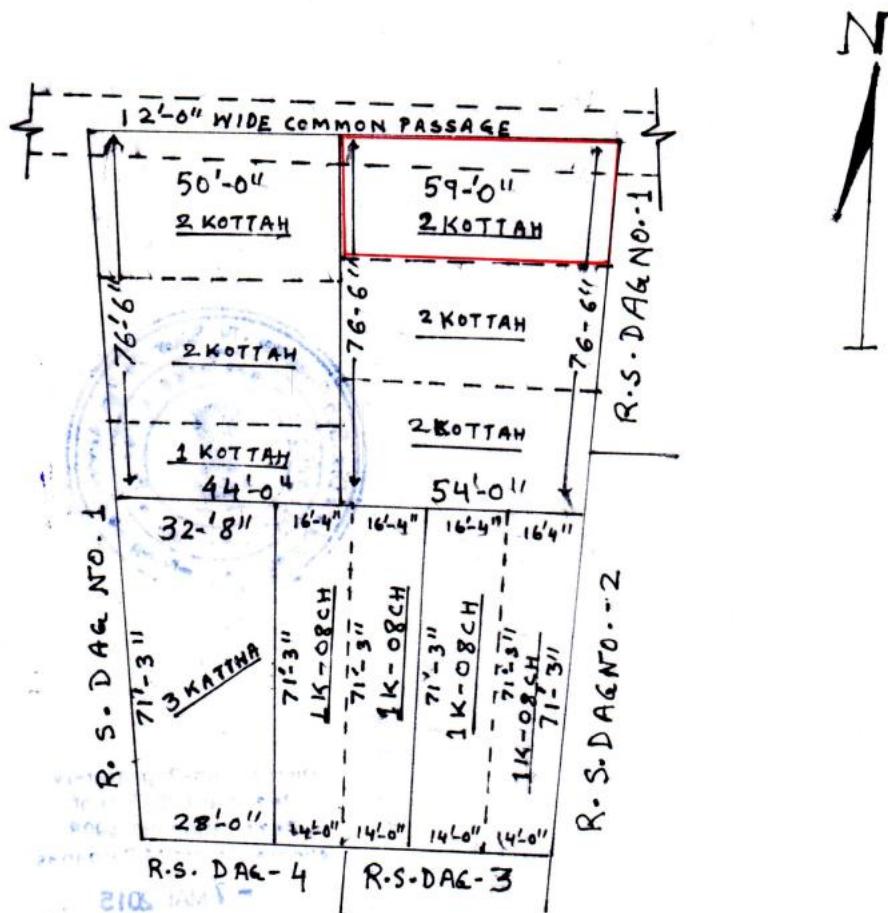 N
12'-0" WIDE COMMON PASSAGE
50'-0"
2 KOTTAH
59-'0"
2 KOTTAH
R.S. DAG NO.-1
76'-6"
76-6"
76-6"
2 KOTTAH
2 KOTTAH
2 KOTTAH
1 KOTTAH
44'-0"
54'-0"
R.S. DAG NO. 1
32-'8"
16'-4"
16'-4"
16'-4"
16'4"
71'-3"
3 KATTHA
71'-3"
1K-08CH
71'-3"
1K-08CH
71'-3"
1K-08CH
71'-3"
1K-08CH
71'-3"
R.S. DAG NO.-2
28'-0"
14'-0"
14'-0"
14'-0"
14'-0"
R.S. DAG-4
R.S. DAG-3
2015